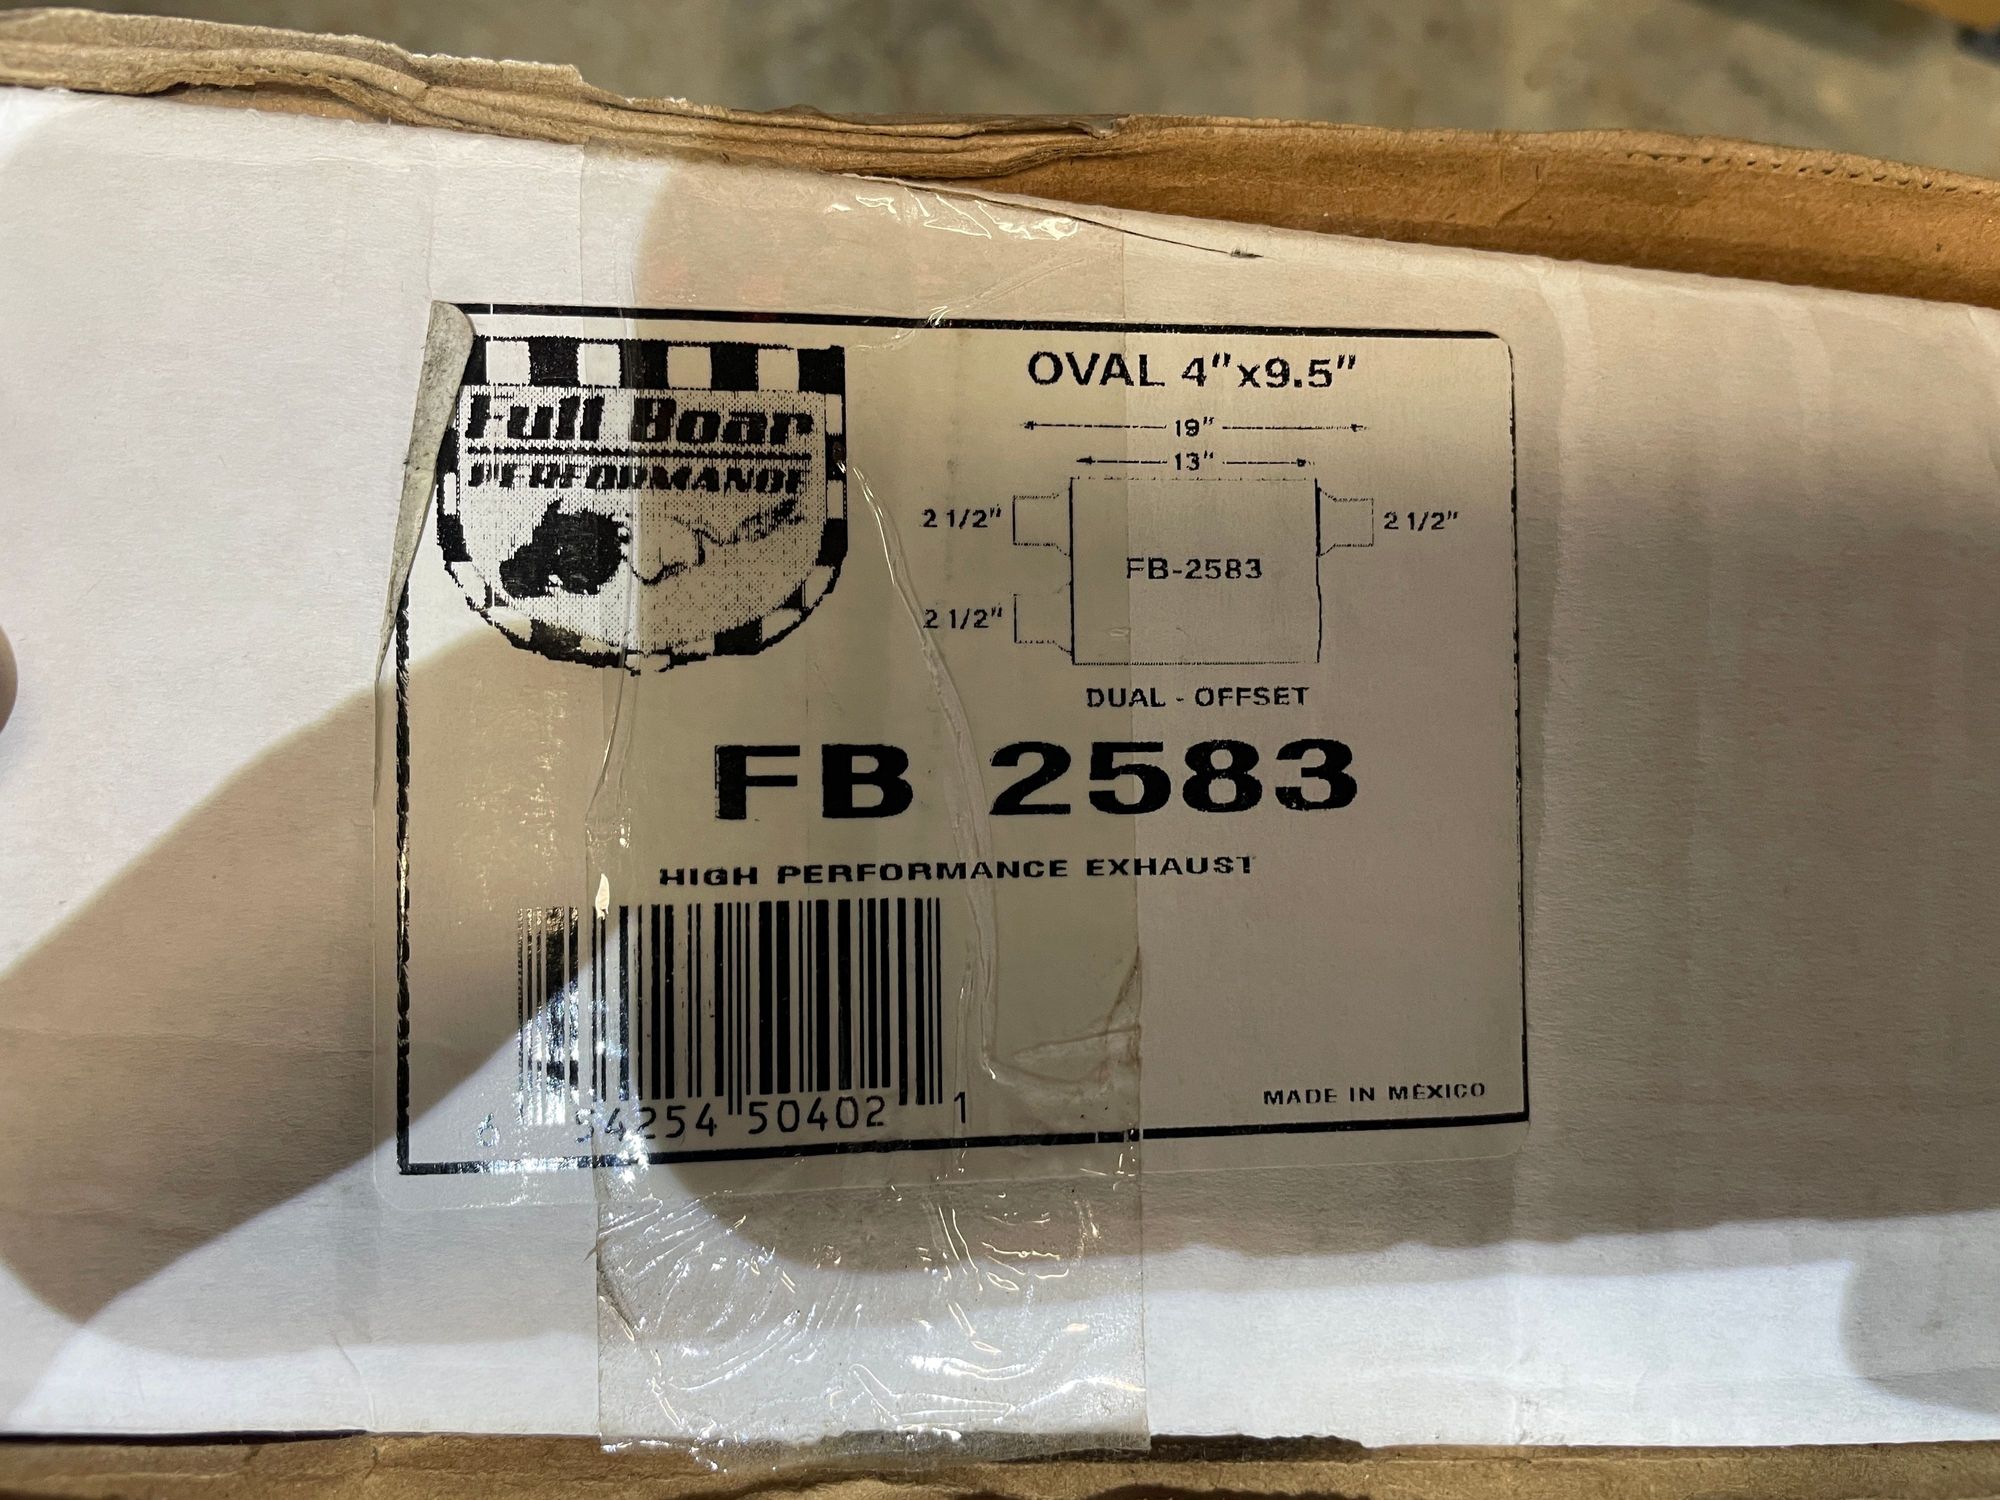 Full Boar
PERFORMANCE
OVAL 4"x9.5"
19"
13"
2 1/2"
2 1/2"
FB-2583
2 1/2"
DUAL - OFFSET
FB 2583
HIGH PERFORMANCE EXHAUST
6 54254 50402 1
MADE IN MEXICO